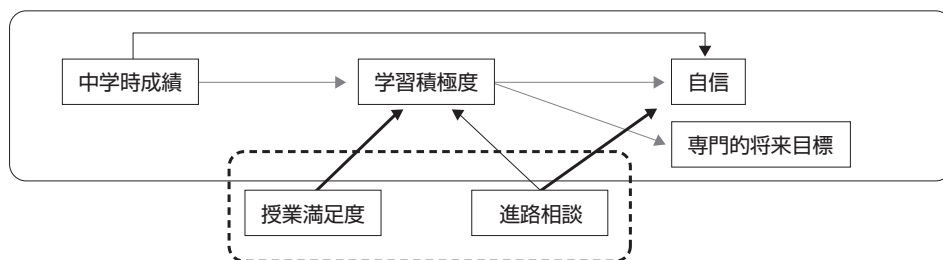 中学時成績
学習積極度
自信
専門的将来目標
授業満足度
進路相談